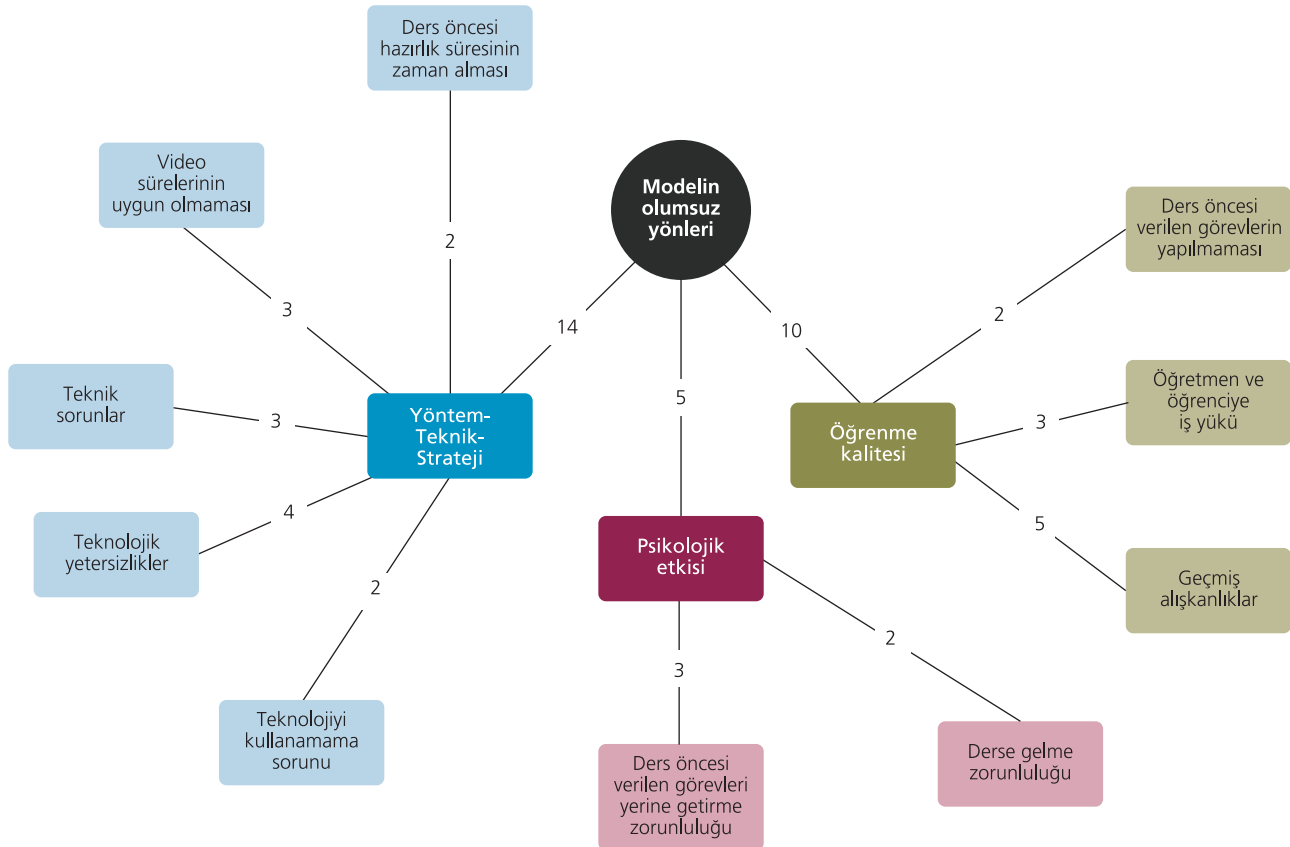 Ders öncesi
hazırlık süresinin
zaman alması
Video
sürelerinin
uygun olmaması
Modelin
olumsuz
yönleri
Ders öncesi
verilen görevlerin
yapılmaması
2
3
14
5
10
2
Teknik
sorunlar
3
Yöntem-
Teknik-
Strateji
Öğrenme
kalitesi
3
Öğretmen ve
öğrenciye
iş yükü
4
5
Teknolojik
yetersizlikler
Psikolojik
etkisi
Geçmiş
alışkanlıklar
2
3
2
Teknolojiyi
kullanamama
sorunu
Ders öncesi
verilen görevleri
yerine getirme
zorunluluğu
Derse gelme
zorunluluğu